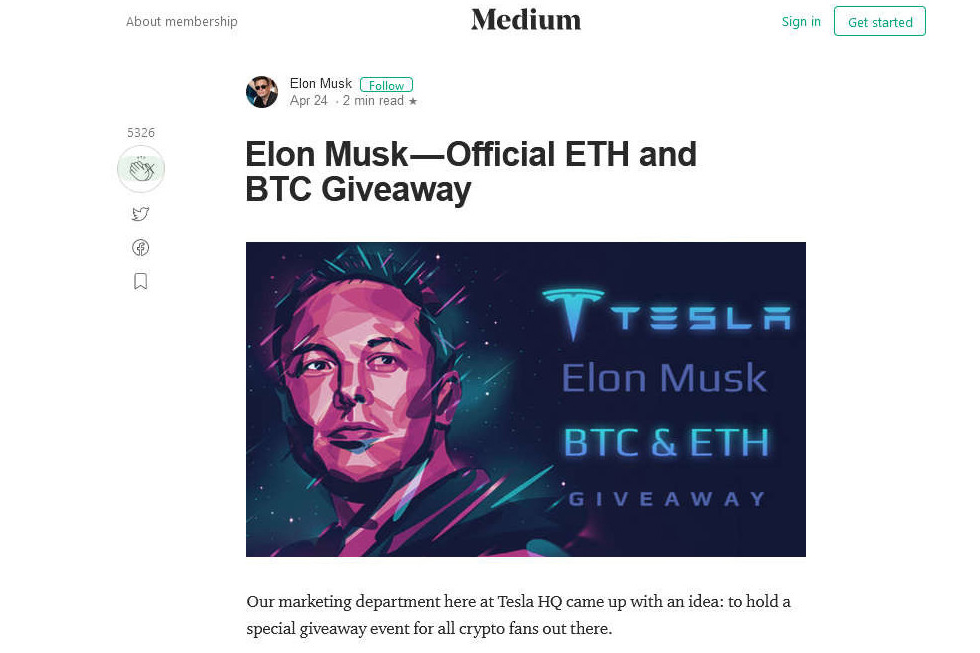 About membership
Medium
Sign in
Get started
Elon Musk Follow
Apr 24 · 2 min read ★
5326
Elon Musk—Official ETH and
BTC Giveaway
TESLA
Elon Musk
BTC & ETH
GIVEAWAY
Our marketing department here at Tesla HQ came up with an idea: to hold a
special giveaway event for all crypto fans out there.